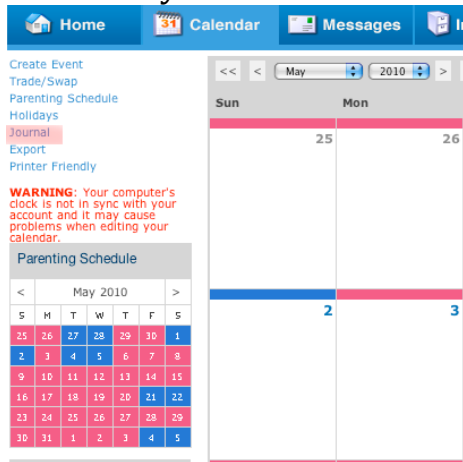 Home
31 Calendar
Messages
Create Event
Trade/Swap
Parenting Schedule
Holidays
Journal
Export
Printer Friendly
WARNING: Your computer's
clock is not in sync with your
account and it may cause
problems when editing your
calendar.
Parenting Schedule
< May 2010 >
S M T W T F S
25 26 27 28 29 30 1
2 3 4 5 6 7 8
9 10 11 12 13 14 15
16 17 18 19 20 21 22
23 24 25 26 27 28 29
30 31 1 2 3 4 5
<< < May 2010 >
Sun Mon
25 26
2 3